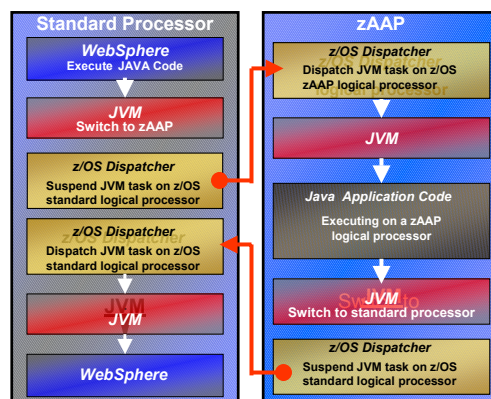 Standard Processor
WebSphere
Execute JAVA Code
JVM
Switch to zAAP
z/OS Dispatcher
Suspend JVM task on z/OS
standard logical processor
z/OS Dispatcher
Dispatch JVM task on z/OS
standard logical processor
JVM
JVM
WebSphere
zAAP
z/OS Dispatcher
Dispatch JVM task on z/OS
zAAP logical processor
logical processor
JVM
Java Application Code
Executing on a zAAP
logical processor
JVM
Switch to standard processor
z/OS Dispatcher
Suspend JVM task on z/OS
standard logical processor